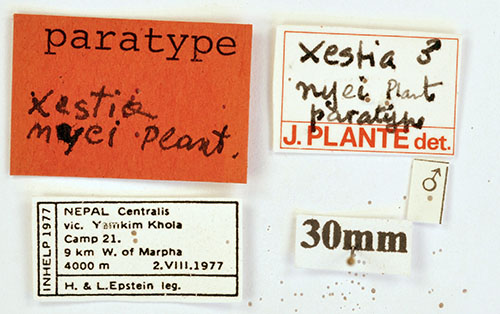 paratype
Xestia
nyei Plant.
Xestia ♂
nyei Plant
paratype
J. PLANTE det.
♂
INHELP 1977
NEPAL Centralis
vic. Yamkim Khola
Camp 21.
9 km W. of Marpha
4000 m 2.VIII.1977
H. & L.Epstein leg.
30mm